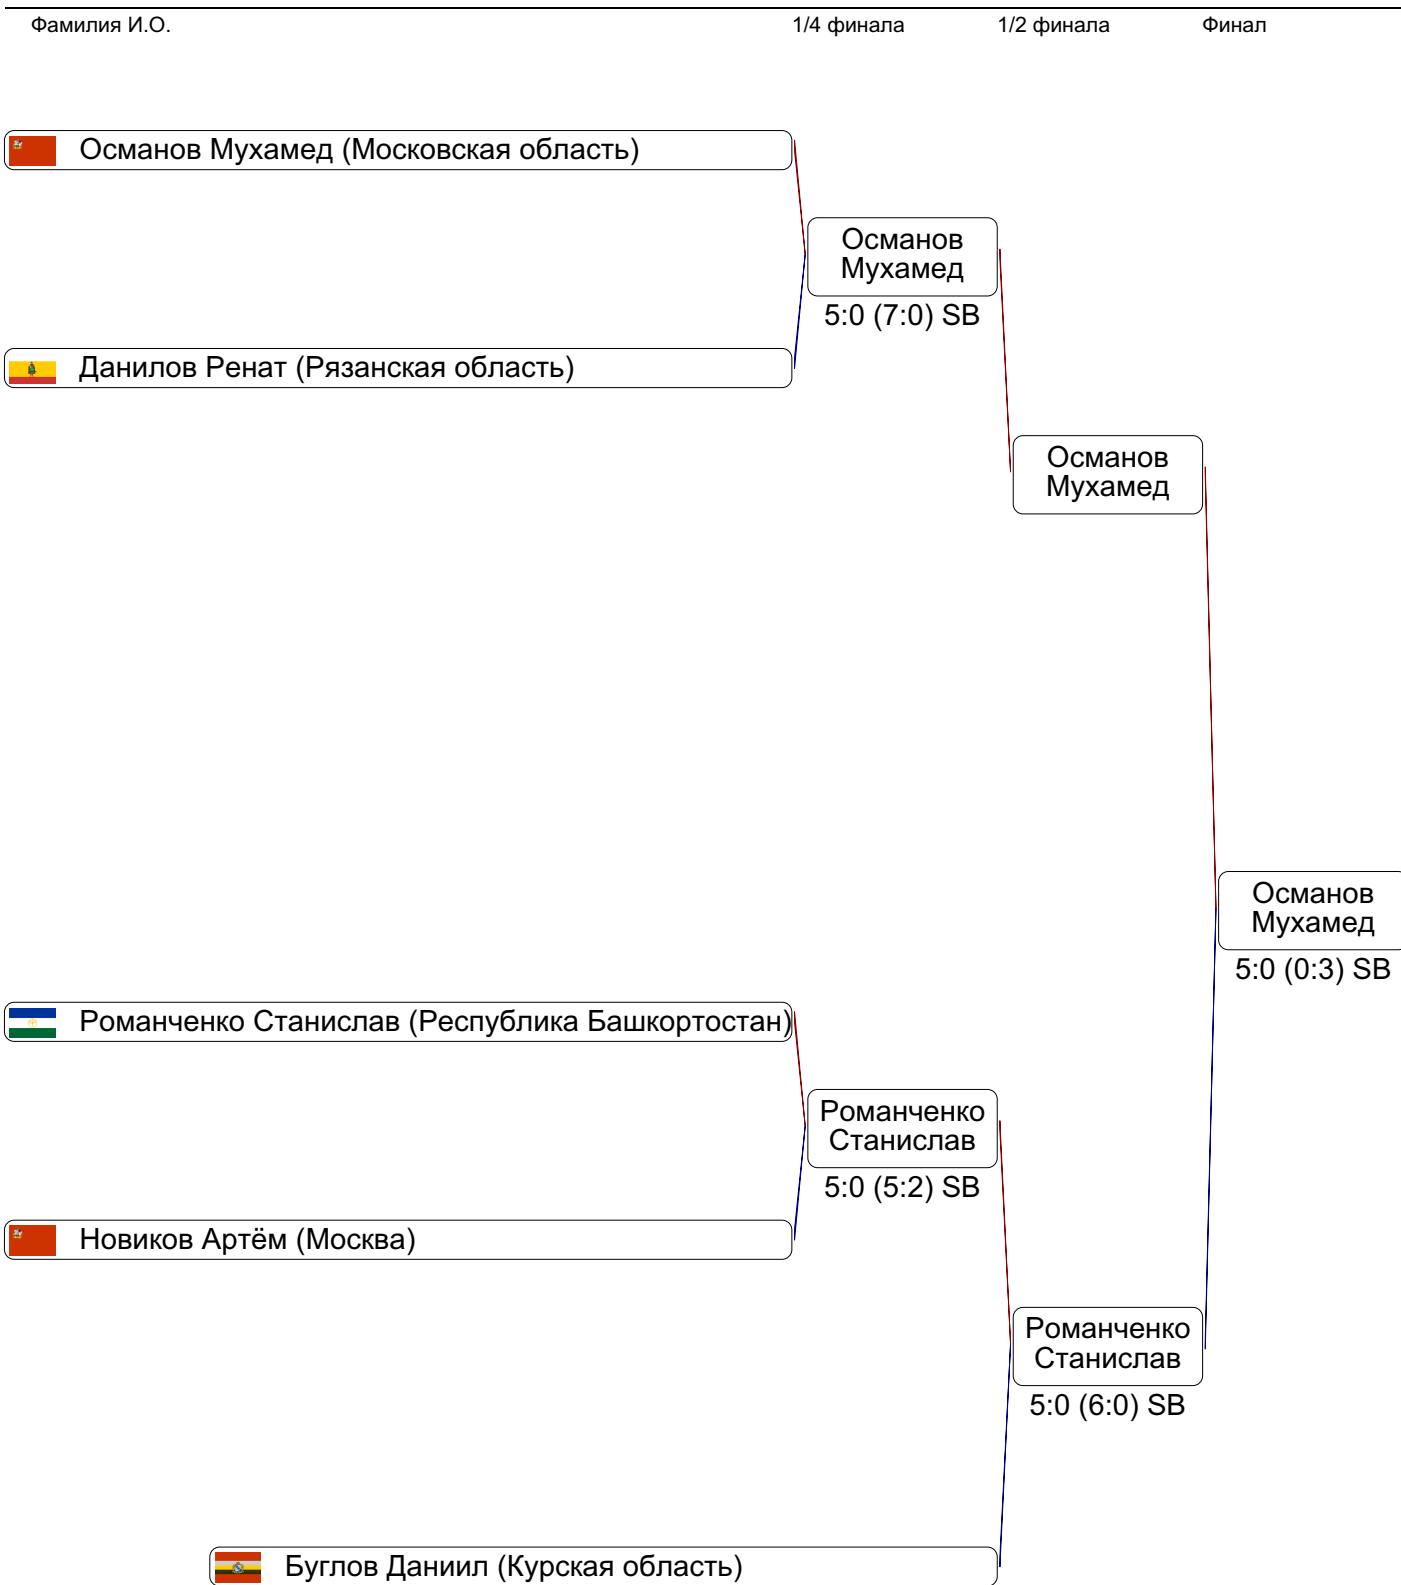 Фамилия И.О. 1/4 финала 1/2 финала Финал
Османов Мухамед (Московская область)
Османов
Мухамед
5:0 (7:0) SB
Данилов Ренат (Рязанская область)
Османов
Мухамед
Османов
Мухамед
5:0 (0:3) SB
Романченко Станислав (Республика Башкортостан)
Романченко
Станислав
5:0 (5:2) SB
Новиков Артём (Москва)
Романченко
Станислав
5:0 (6:0) SB
Буглов Даниил (Курская область)